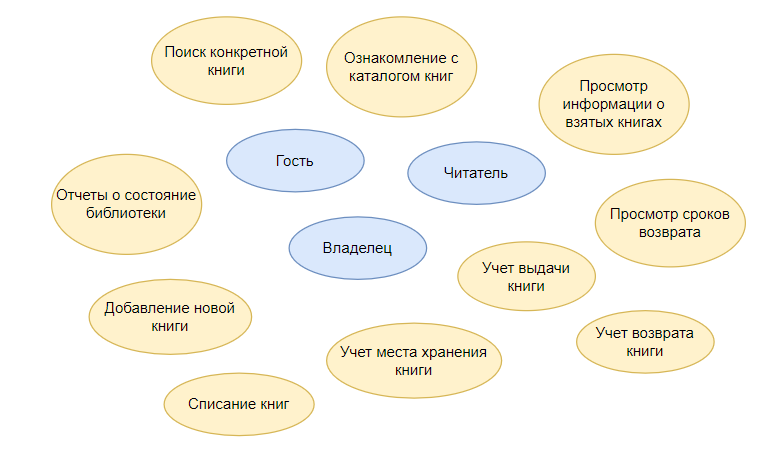 Поиск конкретной
книги
Ознакомление с
каталогом книг
Просмотр
информации о
взятых книгах
Гость
Читатель
Отчеты о состояние
библиотеки
Просмотр сроков
возврата
Владелец
Учет выдачи
книги
Добавление новой
книги
Учет возврата
книги
Учет места хранения
книги
Списание книг